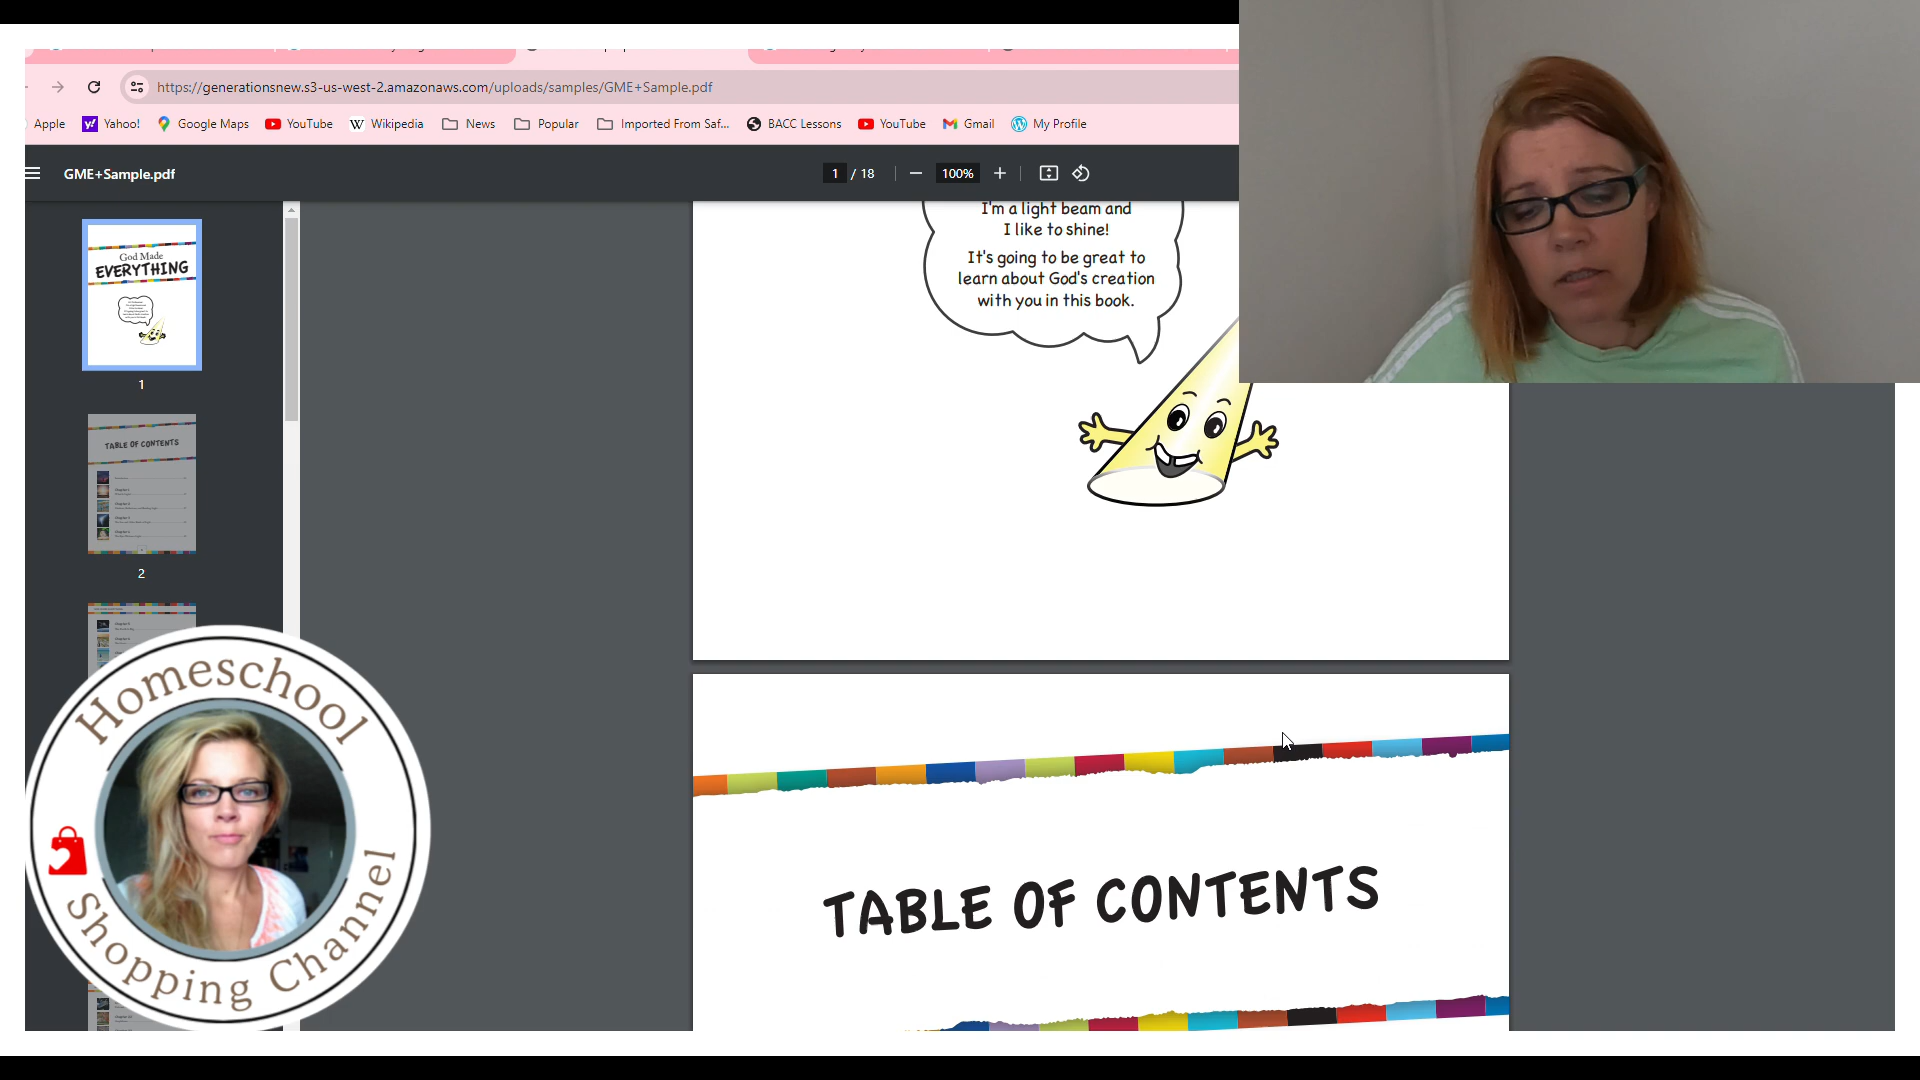 https://generationsnew.s3-us-west-2.amazonaws.com/uploads/samples/GME+Sample.pdf
Apple Yahoo! Google Maps YouTube Wikipedia News Popular Imported From Saf... BACC Lessons YouTube Gmail My Profile
GME+Sample.pdf
1 / 18
100%
God Made
EVERYTHING
1
TABLE OF CONTENTS
2
I'm a light beam and
I like to shine!
It's going to be great to
learn about God's creation
with you in this book.
TABLE OF CONTENTS
Homeschool
Shopping Channel